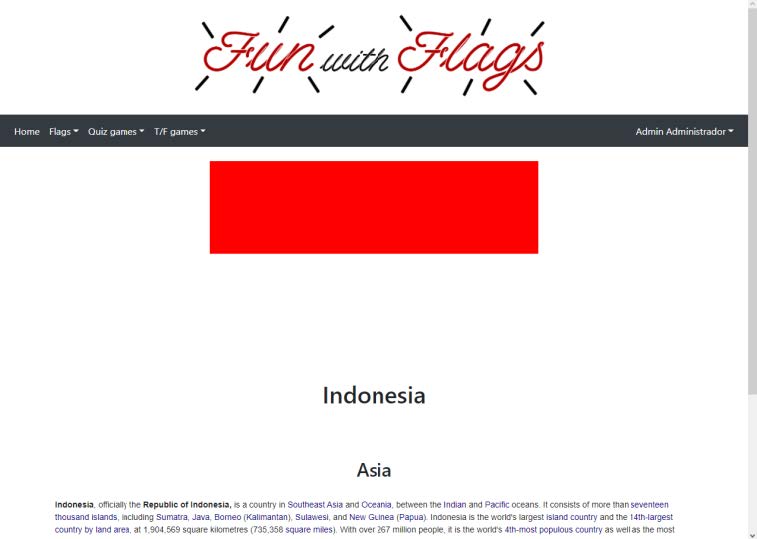 Fun with Flags
Home Flags Quiz games T/F games Admin Administrador
Indonesia
Asia
Indonesia, officially the Republic of Indonesia, is a country in Southeast Asia and Oceania, between the Indian and Pacific oceans. It consists of more than seventeen
thousand islands, including Sumatra, Java, Borneo (Kalimantan), Sulawesi, and New Guinea (Papua). Indonesia is the world's largest island country and the 14th-largest
country by land area, at 1,904,569 square kilometres (735,358 square miles). With over 267 million people, it is the world's 4th-most populous country as well as the most